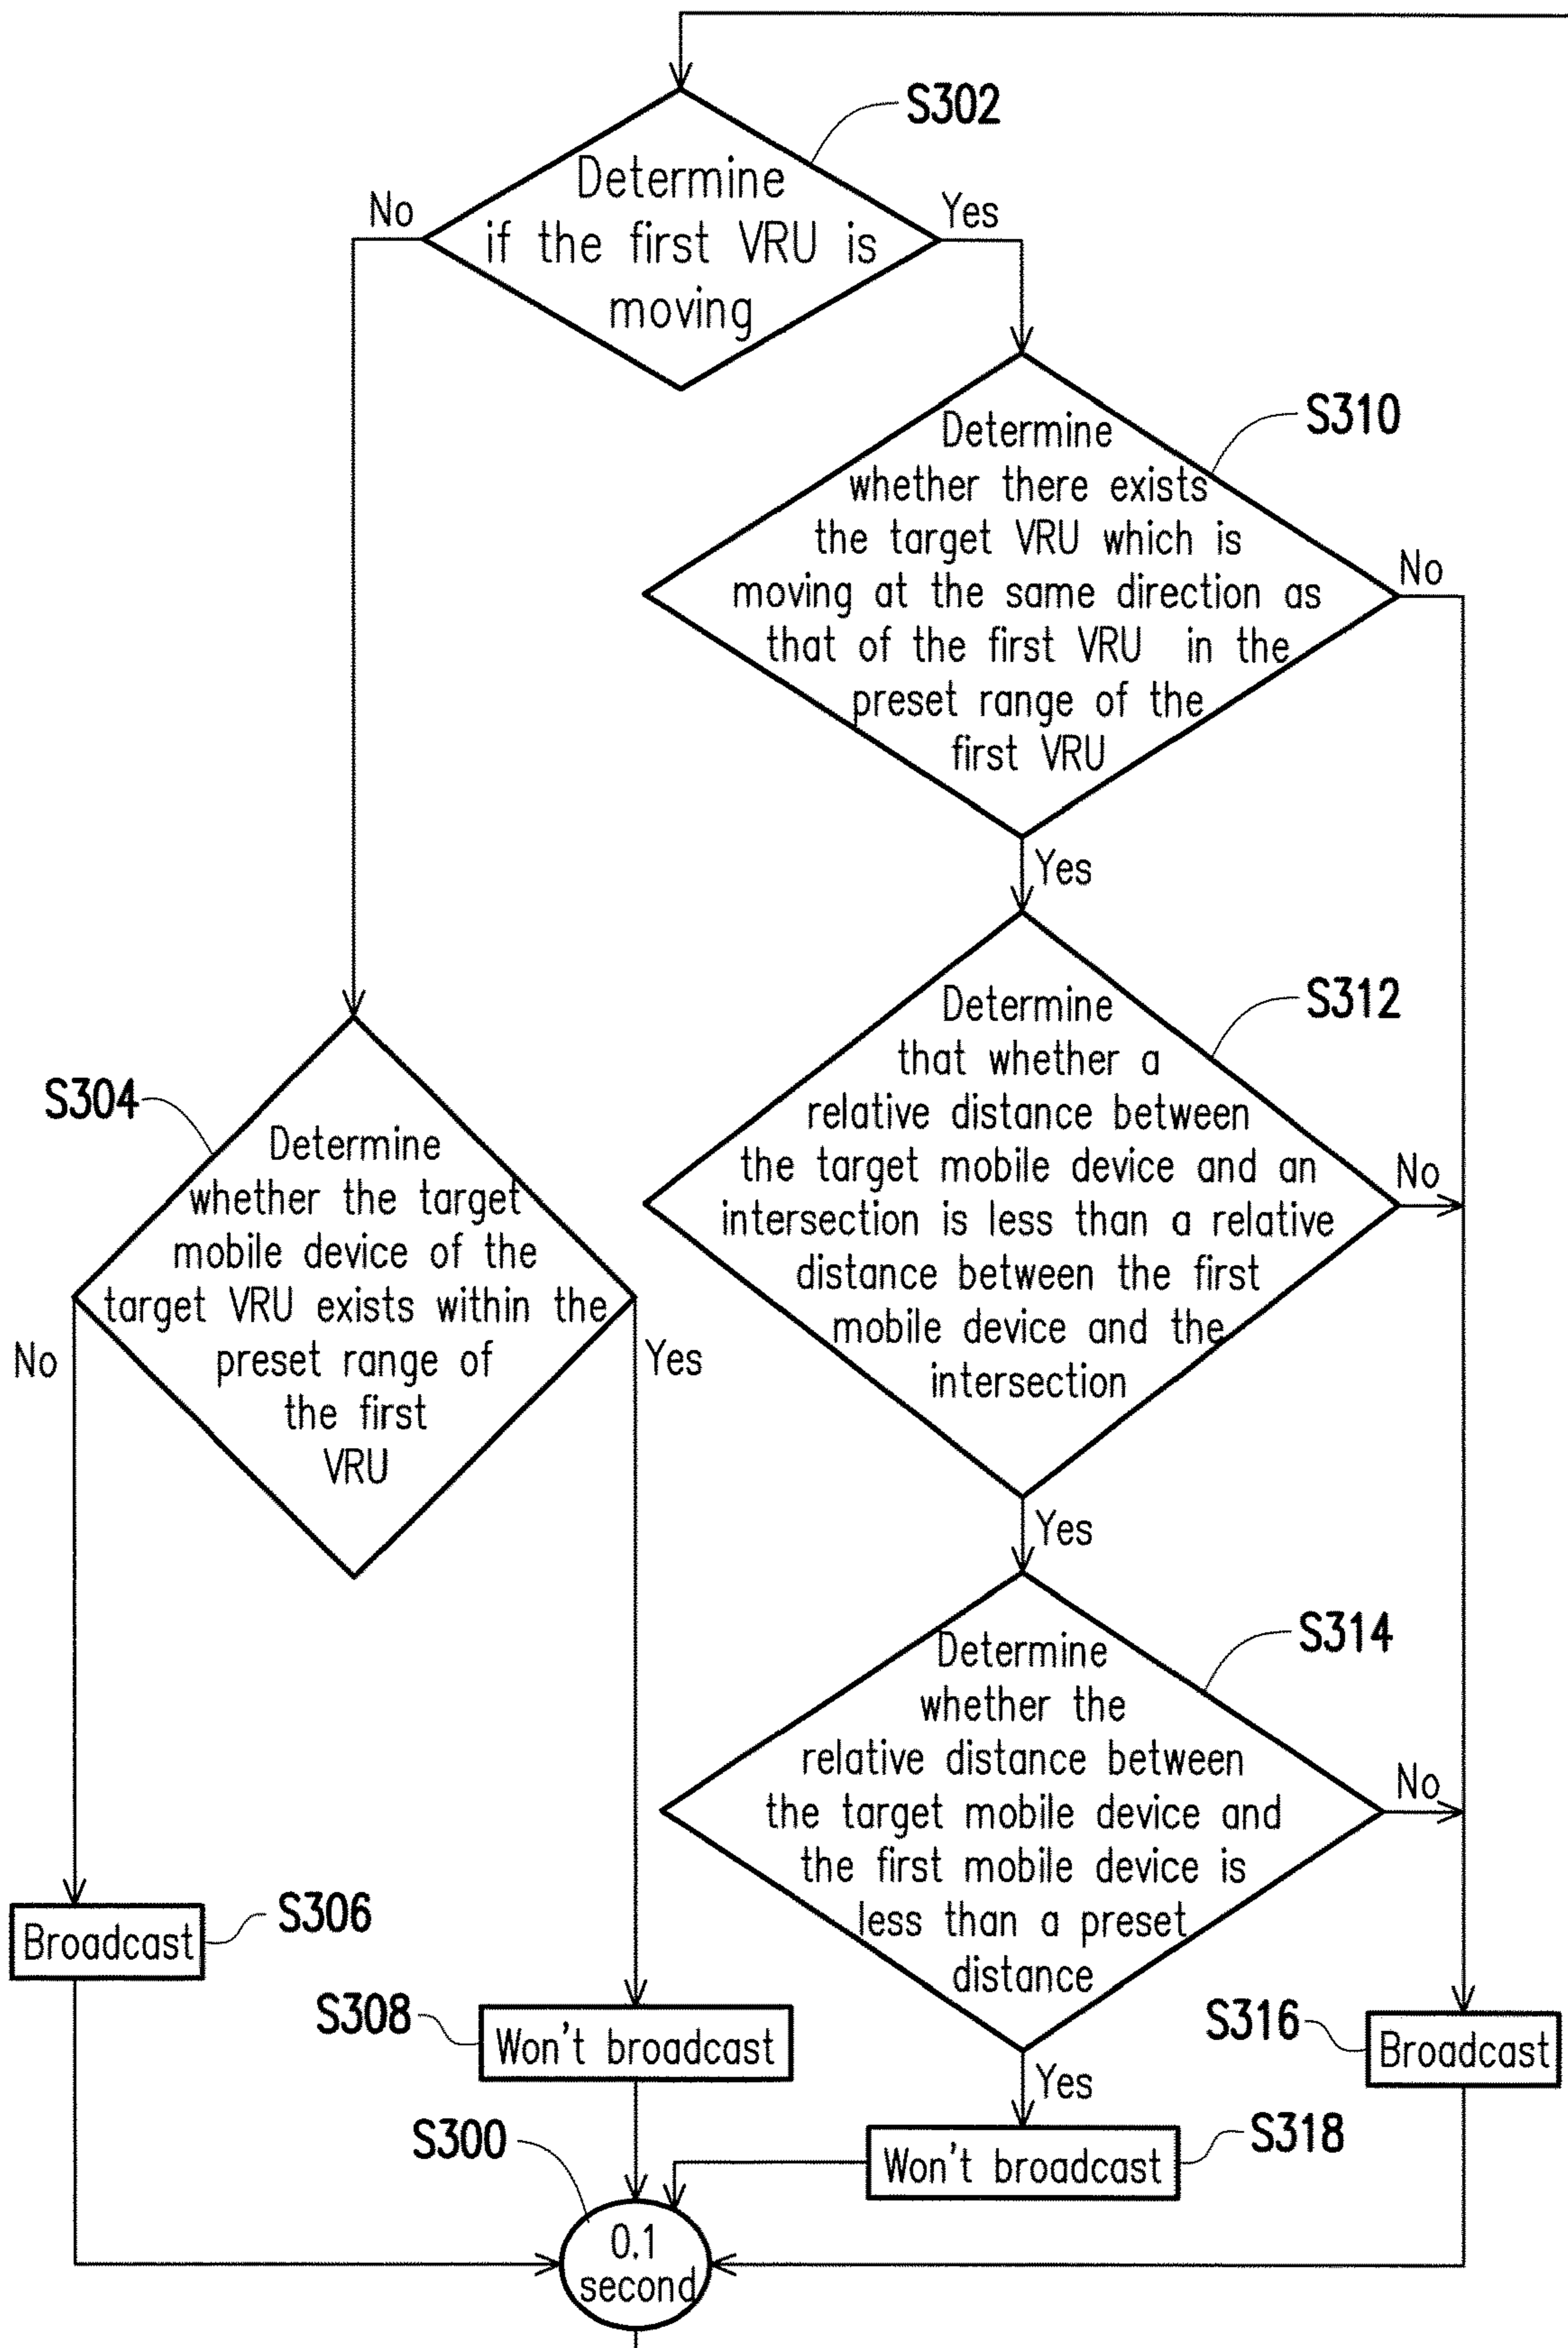 S302
Determine
if the first VRU is
moving
No
Yes
S310
Determine
whether there exists
the target VRU which is
moving at the same direction as
that of the first VRU in the
preset range of the
first VRU
No
Yes
S312
Determine
that whether a
relative distance between
the target mobile device and an
intersection is less than a relative
distance between the first
mobile device and the
intersection
No
Yes
S304
Determine
whether the target
mobile device of the
target VRU exists within the
preset range of
the first
VRU
No
Yes
S314
Determine
whether the
relative distance between
the target mobile device and
the first mobile device is
less than a preset
distance
No
Yes
Broadcast
S306
S308
Won't broadcast
S316
Broadcast
S318
Won't broadcast
S300
0.1
second